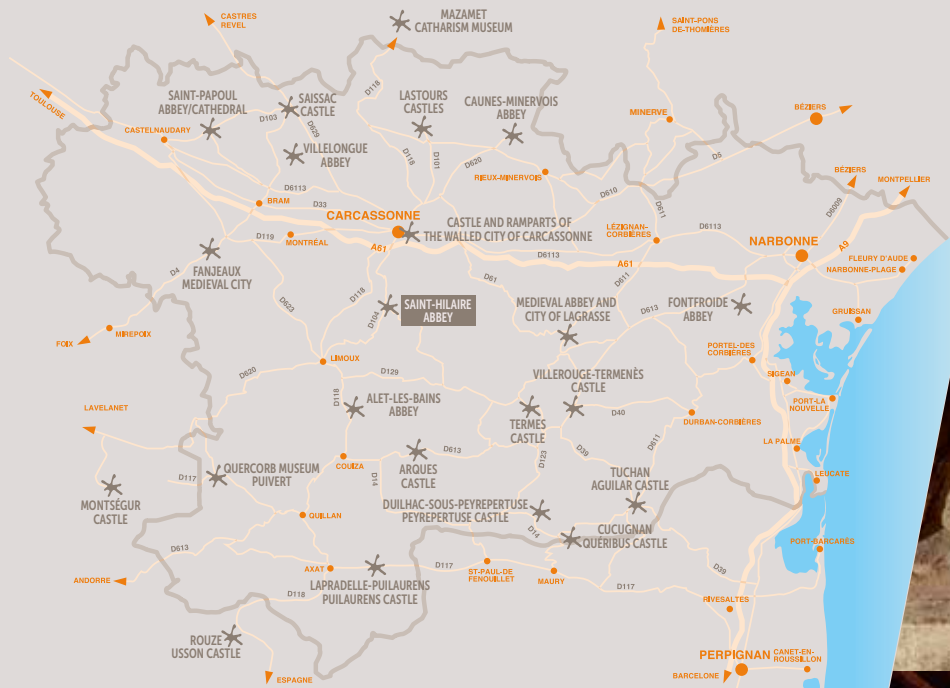 MAZAMET
CATHARISM MUSEUM
CASTRES
REVEL
SAINT-PONS
DE-THOMIÈRES
TOULOUSE
D118
SAINT-PAPOUL
ABBEY/CATHEDRAL
SAISSAC
CASTLE
LASTOURS
CASTLES
CAUNES-MINERVOIS
ABBEY
MINERVE
BÉZIERS
CASTELNAUDARY
D103
D629
VILLELONGUE
ABBEY
D118
D101
D620
D5
RIEUX-MINERVOIS
BÉZIERS
MONTPELLIER
D6113
D610
BRAM
D33
D611
D6009
CARCASSONNE
CASTLE AND RAMPARTS OF
THE WALLED CITY OF CARCASSONNE
LÉZIGNAN-
CORBIÈRES
D6113
NARBONNE
D119
MONTRÉAL
A61
D6113
A61
A9
FLEURY D'AUDE
NARBONNE-PLAGE
FANJEAUX
MEDIEVAL CITY
D4
D61
D611
D623
D118
D104
SAINT-HILAIRE
ABBEY
MEDIEVAL ABBEY AND
CITY OF LAGRASSE
D613
FONTFROIDE
ABBEY
GRUISSAN
MIREPOIX
FOIX
LIMOUX
PORTEL-DES
CORBIÈRES
D620
D129
VILLEROUGE-TERMENÈS
CASTLE
SIGEAN
LAVELANET
D118
ALET-LES-BAINS
ABBEY
TERMES
CASTLE
D40
DURBAN-CORBIÈRES
PORT-LA
NOUVELLE
LA PALME
COUIZA
ARQUES
CASTLE
D613
D123
D39
D611
QUERCORB MUSEUM
PUIVERT
D117
D14
TUCHAN
AGUILAR CASTLE
LEUCATE
MONTSÉGUR
CASTLE
DUILHAC-SOUS-PEYREPERTUSE
PEYREPERTUSE CASTLE
QUILLAN
D14
CUCUGNAN
QUÉRIBUS CASTLE
PORT-BARCARÈS
D613
AXAT
D117
ST-PAUL-DE
FENOUILLET
MAURY
D117
D39
ANDORRE
LAPRADELLE-PUILAURENS
PUILAURENS CASTLE
D118
RIVESALTES
ROUZE
USSON CASTLE
PERPIGNAN
CANET-EN-
ROUSSILLON
BARCELONE
ESPAGNE